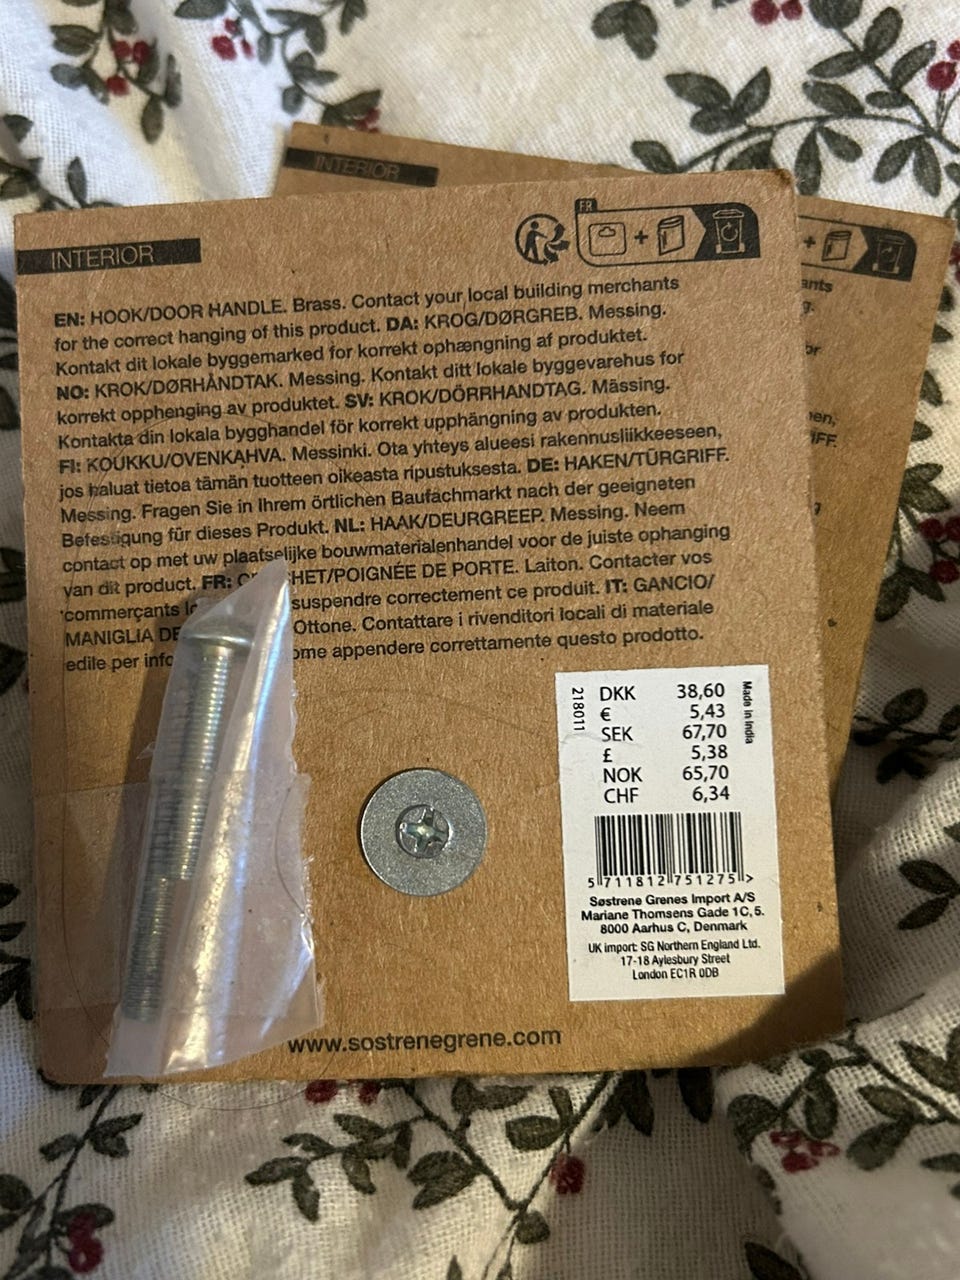 INTERIOR
INTERIOR
FR
EN: HOOK/DOOR HANDLE. Brass. Contact your local building merchants
for the correct hanging of this product. DA: KROG/DØRGREB. Messing.
Kontakt dit lokale byggemarked for korrekt ophængning af produktet.
NO: KROK/DØRHÅNDTAK. Messing. Kontakt ditt lokale byggevarehus for
korrekt opphenging av produktet. SV: KROK/DÖRRHANDTAG. Mässing.
Kontakta din lokala bygghandel för korrekt upphängning av produkten.
FI: KOUKKU/OVENKAHVA. Messinki. Ota yhteys alueesi rakennusliikkeeseen,
jos haluat tietoa tämän tuotteen oikeasta ripustuksesta. DE: HAKEN/TÜRGRIFF.
Messing. Fragen Sie in Ihrem örtlichen Baufachmarkt nach der geeigneten
Befestigung für dieses Produkt. NL: HAAK/DEURGREEP. Messing. Neem
contact op met uw plaatselijke bouwmaterialenhandel voor de juiste ophanging
van dit product. FR: HET/POIGNÉE DE PORTE. Laiton. Contacter vos
commerçants suspendre correctement ce produit. IT: GANCIO/
MANIGLIA DE Ottone. Contattare i rivenditori locali di materiale
edile per info ome appendere correttamente questo prodotto.
218011
DKK 38,60
€ 5,43
SEK 67,70
£ 5,38
NOK 65,70
CHF 6,34
Made in India
5 711812 751275 >
Søstrene Grenes Import A/S
Mariane Thomsens Gade 1C, 5.
8000 Aarhus C, Denmark
UK import: SG Northern England Ltd.
17-18 Aylesbury Street
London EC1R 0DB
www.sostrenegrene.com